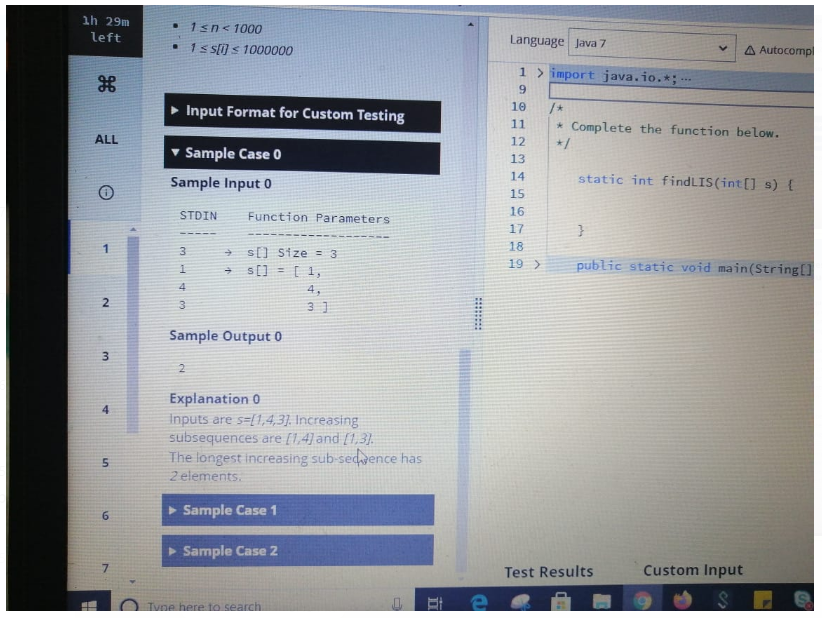 1h 29m
left
ALL
1
2
3
4
5
6
7
1 ≤ n < 1000
1 ≤ s[i] ≤ 1000000
Input Format for Custom Testing
Sample Case 0
Sample Input 0
STDIN Function Parameters
----- --------------------
3 → s[] Size = 3
1 → s[] = [ 1,
4 4,
3 3 ]
Sample Output 0
2
Explanation 0
Inputs are s=[1,4,3]. Increasing
subsequences are [1,4] and [1,3].
The longest increasing sub-sequence has
2 elements.
Sample Case 1
Sample Case 2
Language Java 7 Autocompl
1 > import java.io.*;...
9
10 /*
11 * Complete the function below.
12 */
13
14 static int findLIS(int[] s) {
15
16
17 }
18
19 > public static void main(String[]
Test Results Custom Input
Type here to search